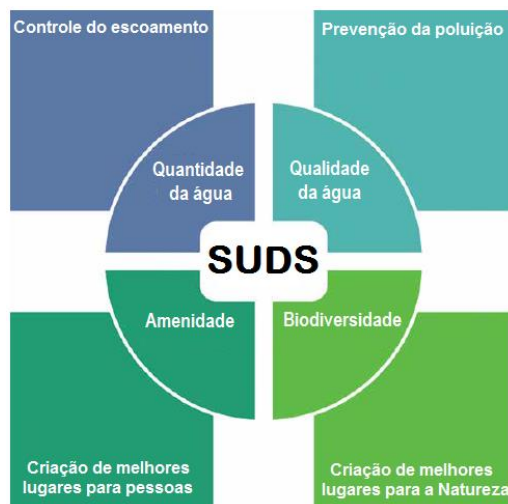 Controle do escoamento
Prevenção da poluição
Quantidade
da água
Qualidade
da água
SUDS
Amenidade
Biodiversidade
Criação de melhores
lugares para pessoas
Criação de melhores
lugares para a Natureza